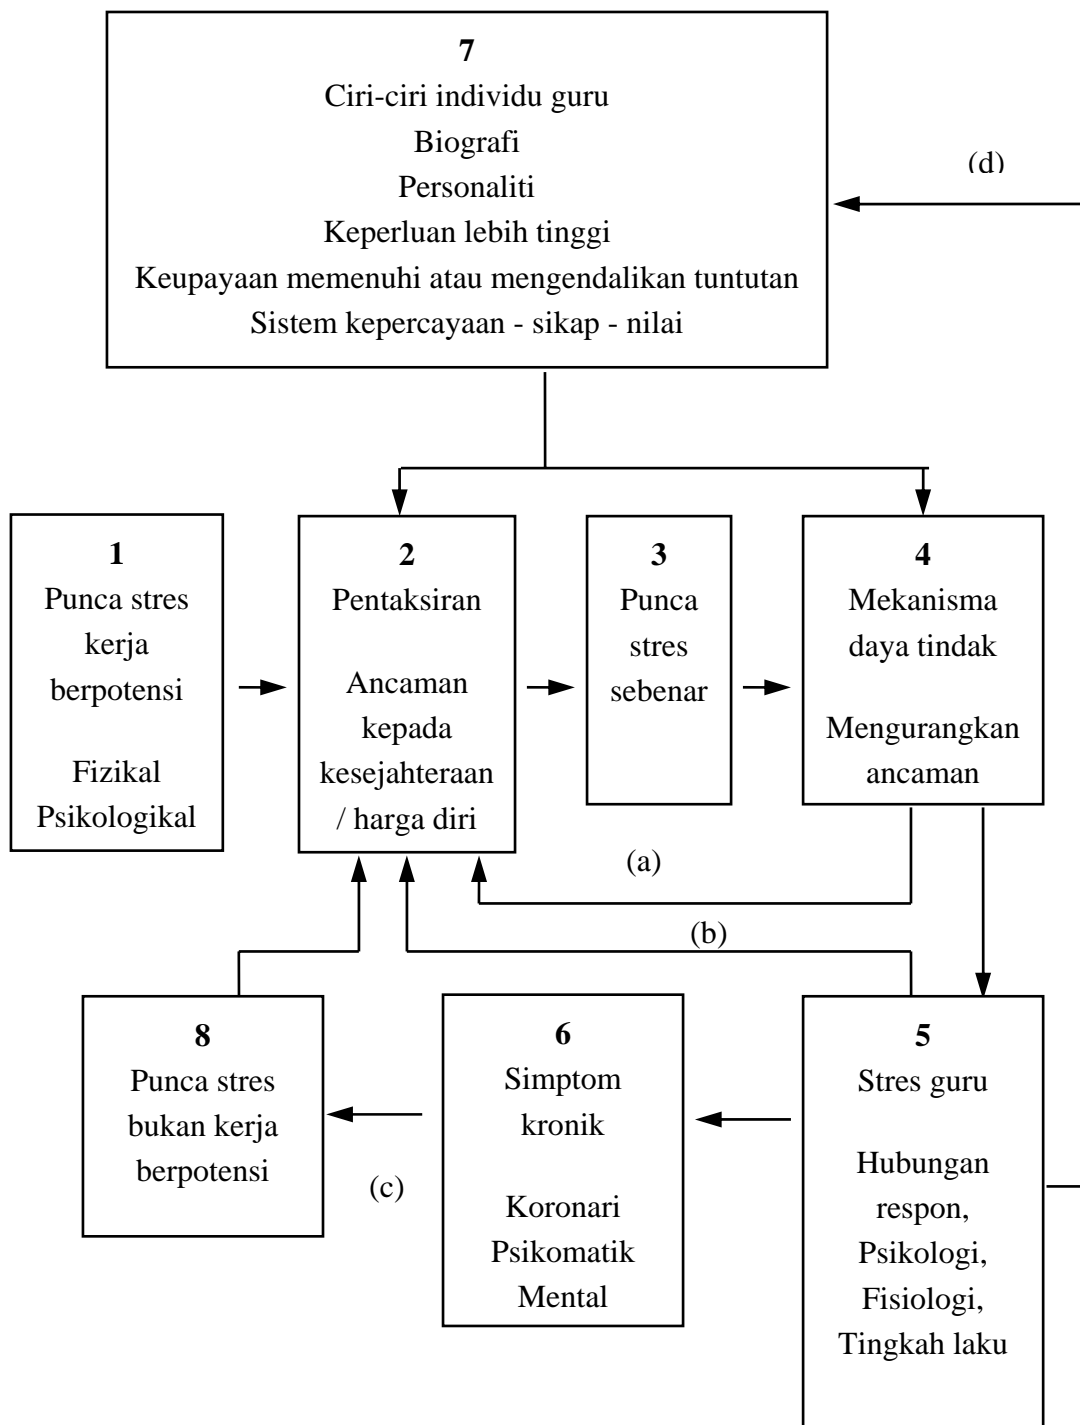 7
Ciri-ciri individu guru
Biografi
Personaliti
Keperluan lebih tinggi
Keupayaan memenuhi atau mengendalikan tuntutan
Sistem kepercayaan - sikap - nilai
(d)
1
Punca stres
kerja
berpotensi
Fizikal
Psikologikal
2
Pentaksiran
Ancaman
kepada
kesejahteraan
/ harga diri
3
Punca
stres
sebenar
4
Mekanisma
daya tindak
Mengurangkan
ancaman
(a)
(b)
8
Punca stres
bukan kerja
berpotensi
(c)
6
Simptom
kronik
Koronari
Psikomatik
Mental
5
Stres guru
Hubungan
respon,
Psikologi,
Fisiologi,
Tingkah laku